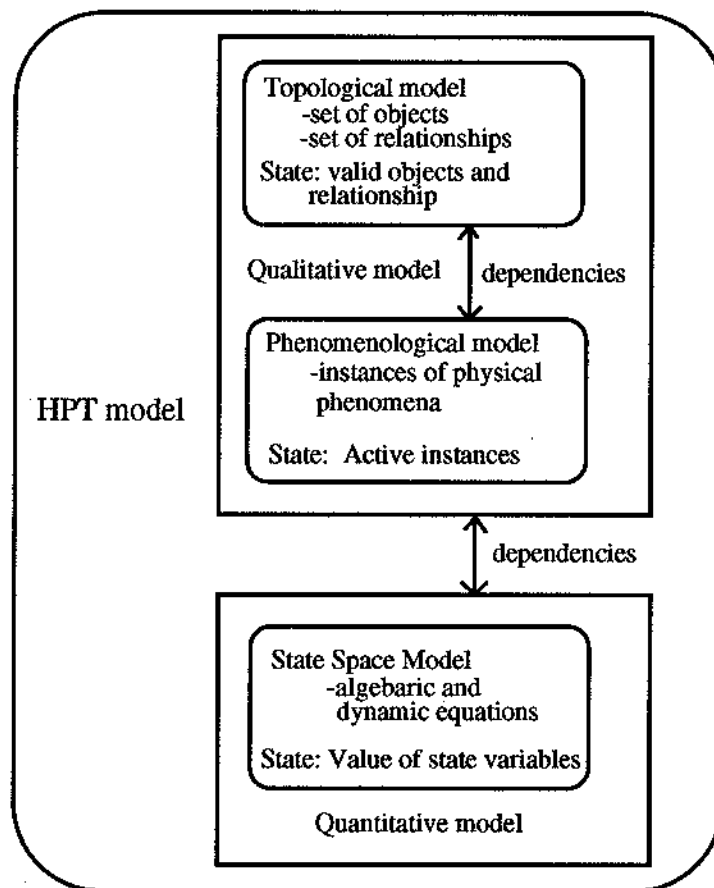 Topological model
-set of objects
-set of relationships
State: valid objects and
relationship
Qualitative model
dependencies
Phenomenological model
-instances of physical
phenomena
State: Active instances
HPT model
dependencies
State Space Model
-algebaric and
dynamic equations
State: Value of state variables
Quantitative model